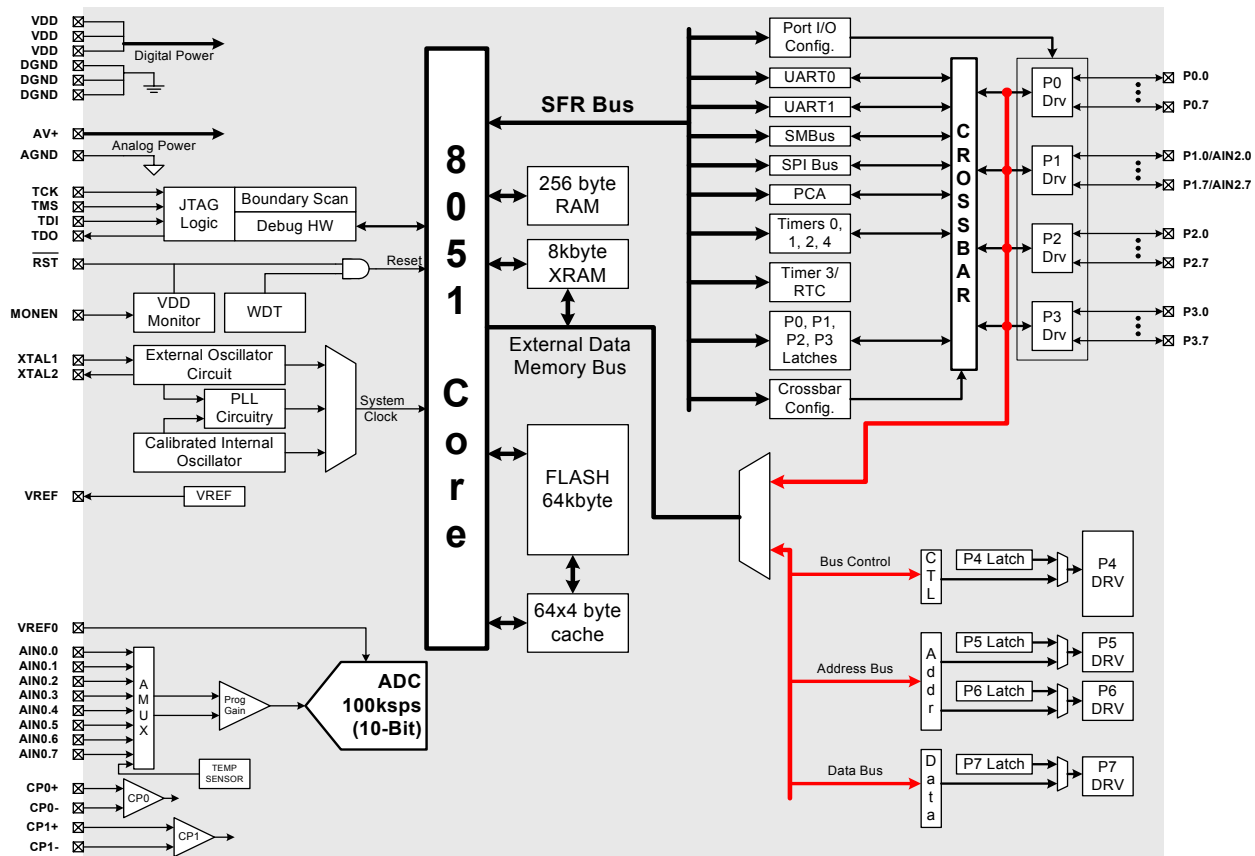 VDD
VDD
VDD
DGND
DGND
DGND
Digital Power
AV+
AGND
Analog Power
TCK
TMS
TDI
TDO
JTAG
Logic
Boundary Scan
Debug HW
RST
Reset
MONEN
VDD
Monitor
WDT
XTAL1
XTAL2
External Oscillator
Circuit
PLL
Circuitry
Calibrated Internal
Oscillator
System
Clock
VREF
VREF
VREF0
AIN0.0
AIN0.1
AIN0.2
AIN0.3
AIN0.4
AIN0.5
AIN0.6
AIN0.7
AMUX
Prog
Gain
ADC
100ksps
(10-Bit)
TEMP
SENSOR
CP0+
CP0-
CP0
CP1+
CP1-
CP1
8051 Core
SFR Bus
256 byte
RAM
8kbyte
XRAM
External Data
Memory Bus
FLASH
64kbyte
64x4 byte
cache
Port I/O
Config.
UART0
UART1
SMBus
SPI Bus
PCA
Timers 0,
1, 2, 4
Timer 3/
RTC
P0, P1,
P2, P3
Latches
Crossbar
Config.
CROSSBAR
P0
Drv
P1
Drv
P2
Drv
P3
Drv
P0.0
P0.7
P1.0/AIN2.0
P1.7/AIN2.7
P2.0
P2.7
P3.0
P3.7
Bus Control
CTL
P4 Latch
P4
DRV
Address Bus
Addr
P5 Latch
P5
DRV
P6 Latch
P6
DRV
Data Bus
Data
P7 Latch
P7
DRV